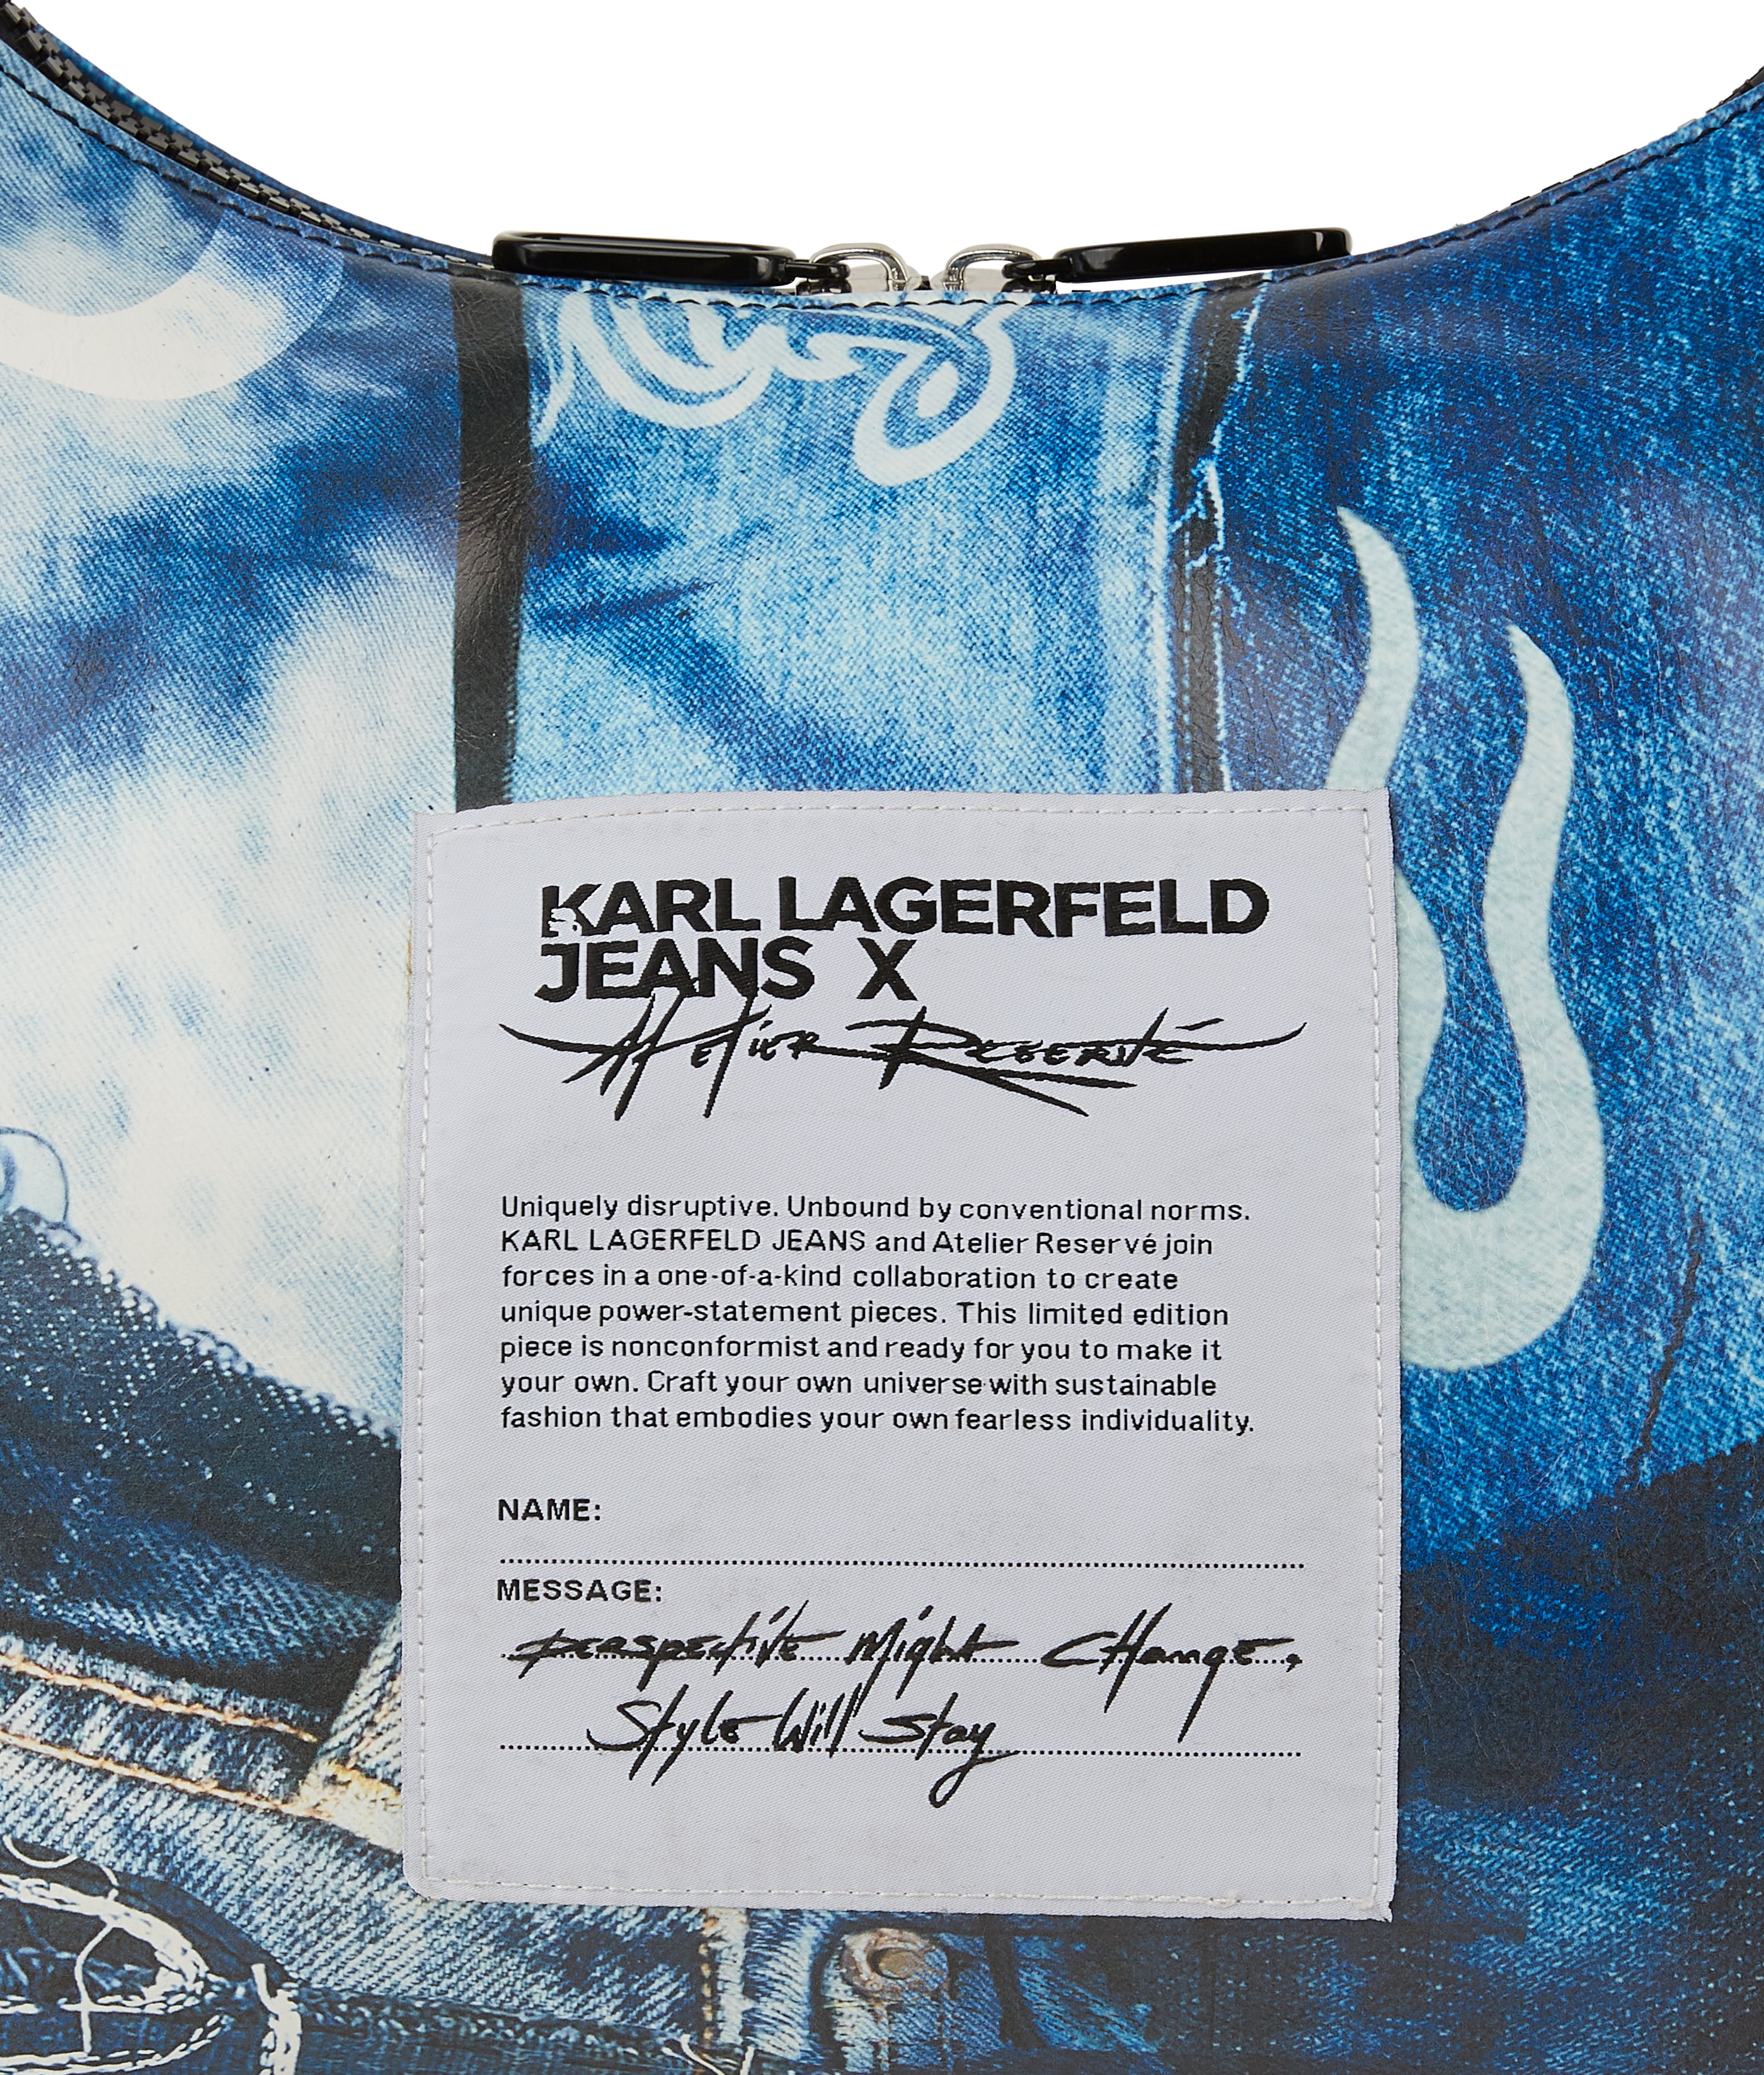 KARL LAGERFELD
JEANS X
Atelier Reservé
Uniquely disruptive. Unbound by conventional norms.
KARL LAGERFELD JEANS and Atelier Reservé join
forces in a one-of-a-kind collaboration to create
unique power-statement pieces. This limited edition
piece is nonconformist and ready for you to make it
your own. Craft your own universe with sustainable
fashion that embodies your own fearless individuality.
NAME:
MESSAGE:
Perspective Might Change.
Style Will Stay